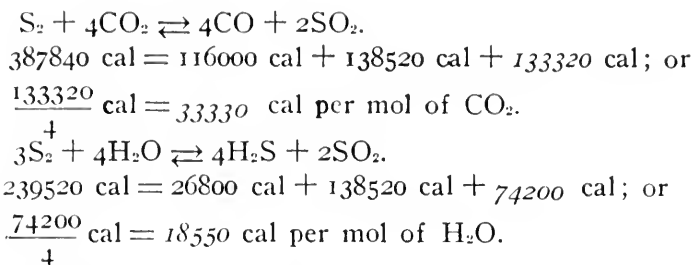 S₂ + 4CO₂ ⇄ 4CO + 2SO₂.
387840 cal = 116000 cal + 138520 cal + 133320 cal; or
133320/4 cal = 33330 cal per mol of CO₂.
3S₂ + 4H₂O ⇄ 4H₂S + 2SO₂.
239520 cal = 26800 cal + 138520 cal + 74200 cal; or
74200/4 cal = 18550 cal per mol of H₂O.